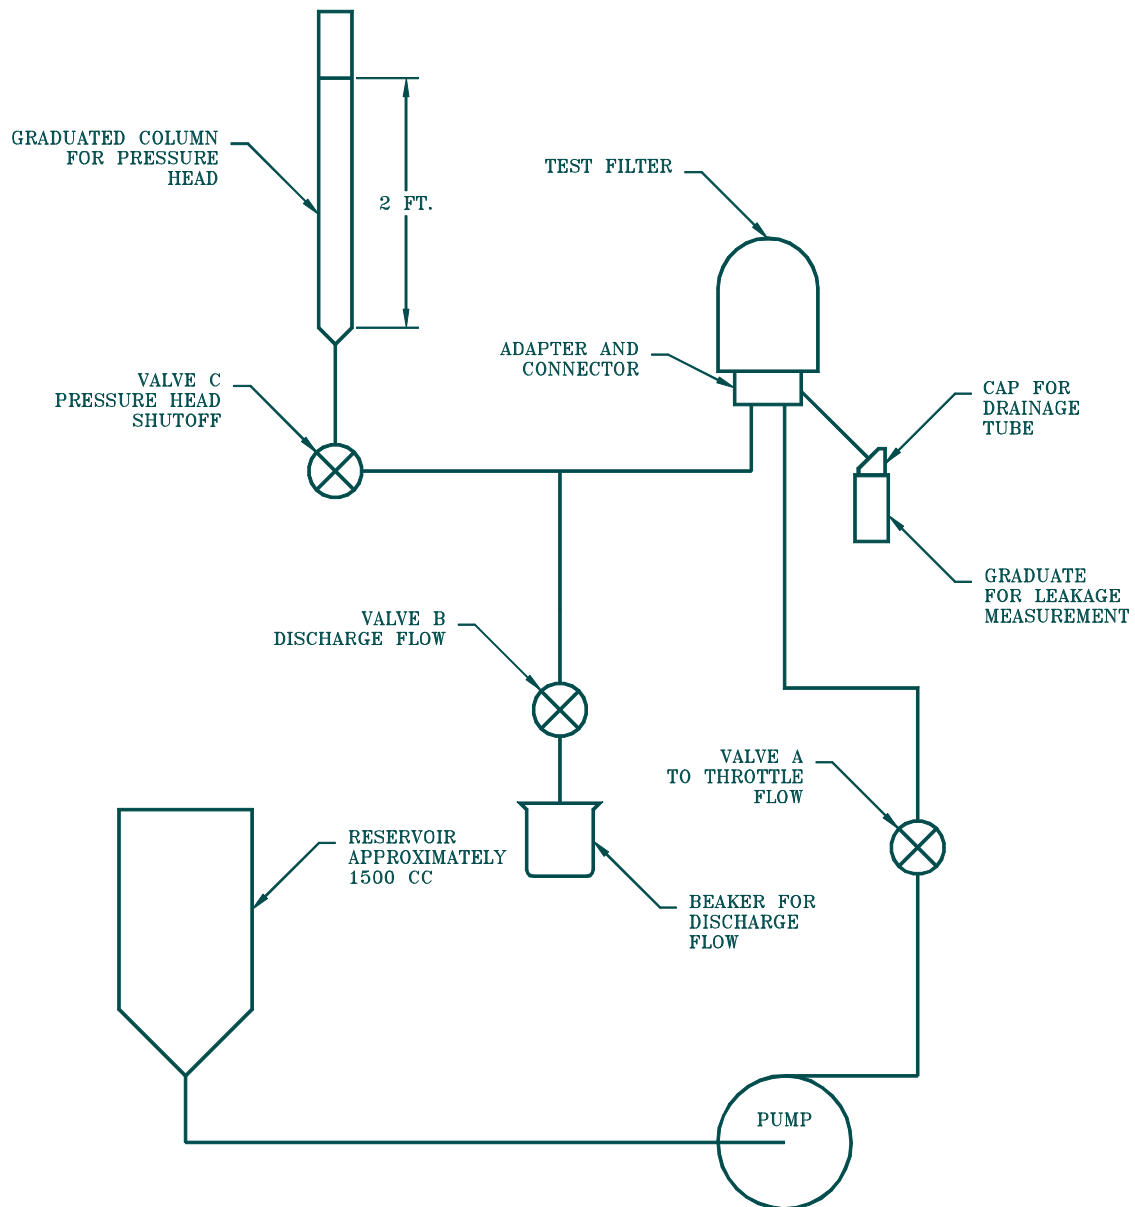 GRADUATED COLUMN
FOR PRESSURE
HEAD
2 FT.
TEST FILTER
ADAPTER AND
CONNECTOR
VALVE C
PRESSURE HEAD
SHUTOFF
CAP FOR
DRAINAGE
TUBE
GRADUATE
FOR LEAKAGE
MEASUREMENT
VALVE B
DISCHARGE FLOW
VALVE A
TO THROTTLE
FLOW
RESERVOIR
APPROXIMATELY
1500 CC
BEAKER FOR
DISCHARGE
FLOW
PUMP